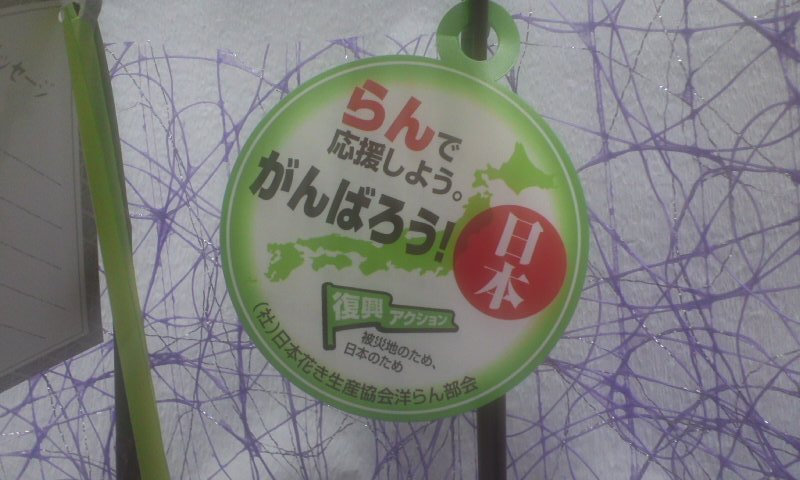 らんで
応援しよう。
がんばろう!
日本
復興アクション
被災地のため、
日本のため
(社)日本花き生産協会洋らん部会